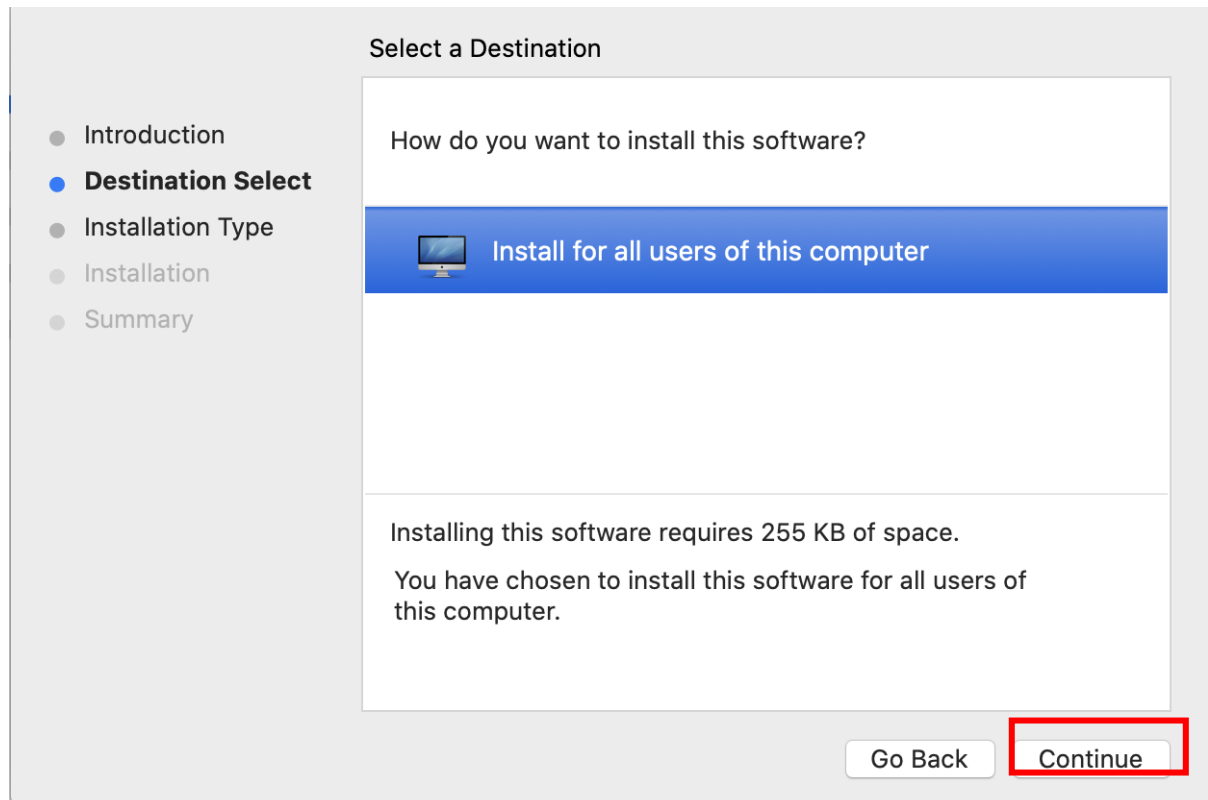 Select a Destination
Introduction
Destination Select
Installation Type
Installation
Summary
How do you want to install this software?
Install for all users of this computer
Installing this software requires 255 KB of space.
You have chosen to install this software for all users of
this computer.
Go Back
Continue